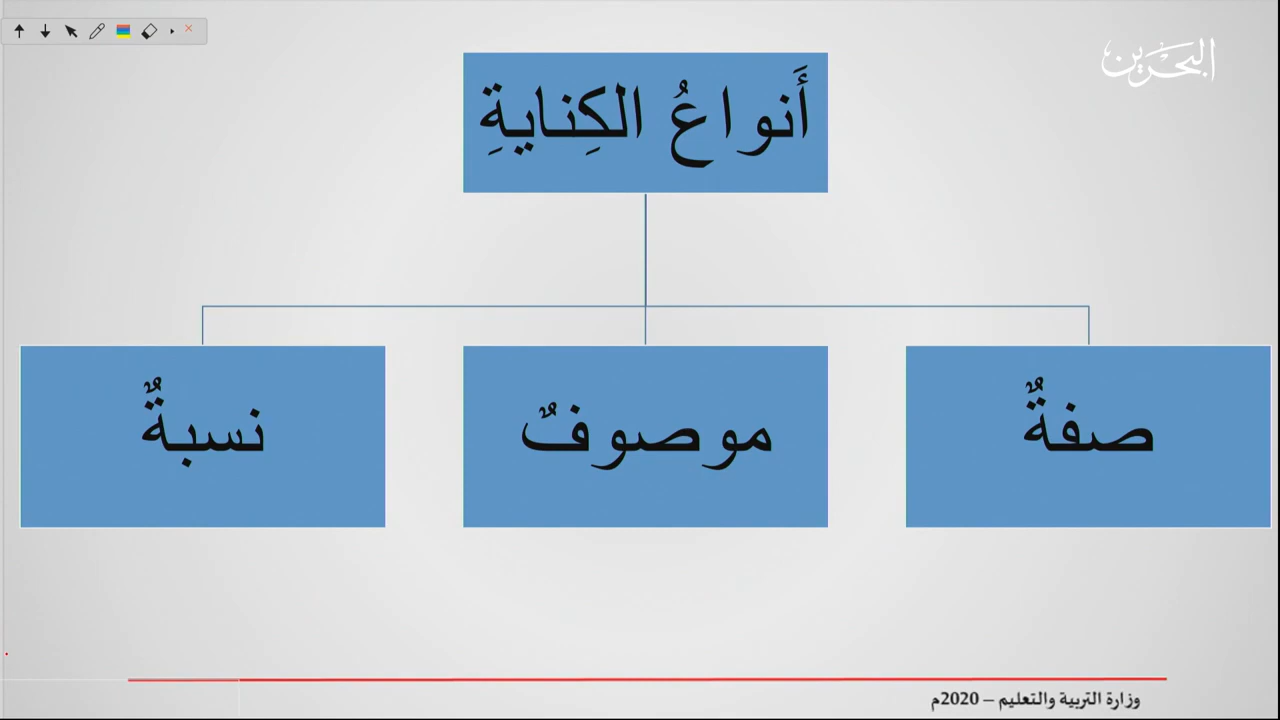 البحرين
أَنواعُ الكِنايةِ
صفةٌ
موصوفٌ
نسبةٌ
وزارة التربية والتعليم – 2020م